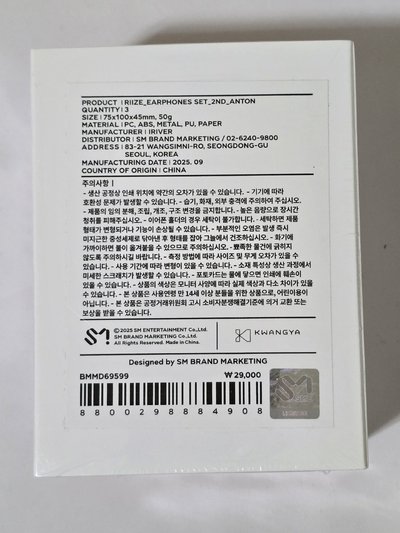 PRODUCT | RIIZE_EARPHONES SET_2ND_ANTON
QUANTITY | 3
SIZE | 75x100x45mm, 50g
MATERIAL | PC, ABS, METAL, PU, PAPER
MANUFACTURER | IRIVER
DISTRIBUTOR | SM BRAND MARKETING / 02-6240-9800
ADDRESS | 83-21 WANGSIMNI-RO, SEONGDONG-GU
SEOUL, KOREA
MANUFACTURING DATE | 2025. 09
COUNTRY OF ORIGIN | CHINA
주의사항 |
- 생산 공정상 인쇄 위치에 약간의 오차가 있을 수 있습니다. - 기기에 따라
호환성 문제가 발생할 수 있습니다. - 습기, 화재, 외부 충격에 주의하여 주십시
오. - 제품의 임의 분해, 조립, 개조, 구조 변경을 금지합니다. - 높은 음량으로 장시간
청취를 피해주십시오. - 이어폰 홀더의 경우 세탁이 불가합니다. - 세탁하면 제품
형태가 변형되거나 기능이 손상될 수 있습니다. - 부분적인 오염은 발생 즉시
미지근한 중성세제로 닦아낸 후 형태를 잡아 그늘에서 건조하십시오. - 화기에
가까이하면 불이 옮겨붙을 수 있으므로 주의하십시오. - 뾰족한 물건에 긁히지
않도록 주의하시길 바랍니다. - 측정 방법에 따라 사이즈 및 무게 오차가 있을 수
있습니다. - 사용 기간에 따라 변형이 있을 수 있습니다. - 소재 특성상 생산 과정에서
미세한 스크래치가 발생할 수 있습니다. - 포토카드는 물에 닿으면 인쇄에 훼손이
있을 수 있습니다. - 상품의 색상은 모니터 사양에 따라 실제 색상과 다소 차이가 있을
수 있습니다. - 본 상품은 사용연령 만 14세 이상 분들을 위한 상품으로, 어린이용이
아닙니다. - 본 상품은 공정거래위원회 고시 소비자분쟁해결기준에 의거 교환 또는
보상을 받을 수 있습니다.
SM
ⓒ2025 SM ENTERTAINMENT Co.,Ltd.
SM BRAND MARKETING Co.,Ltd.
All Rights Reserved. Made in China.
KWANGYA
Designed by SM BRAND MARKETING
BMMD69599
₩29,000
8800298884908
SM